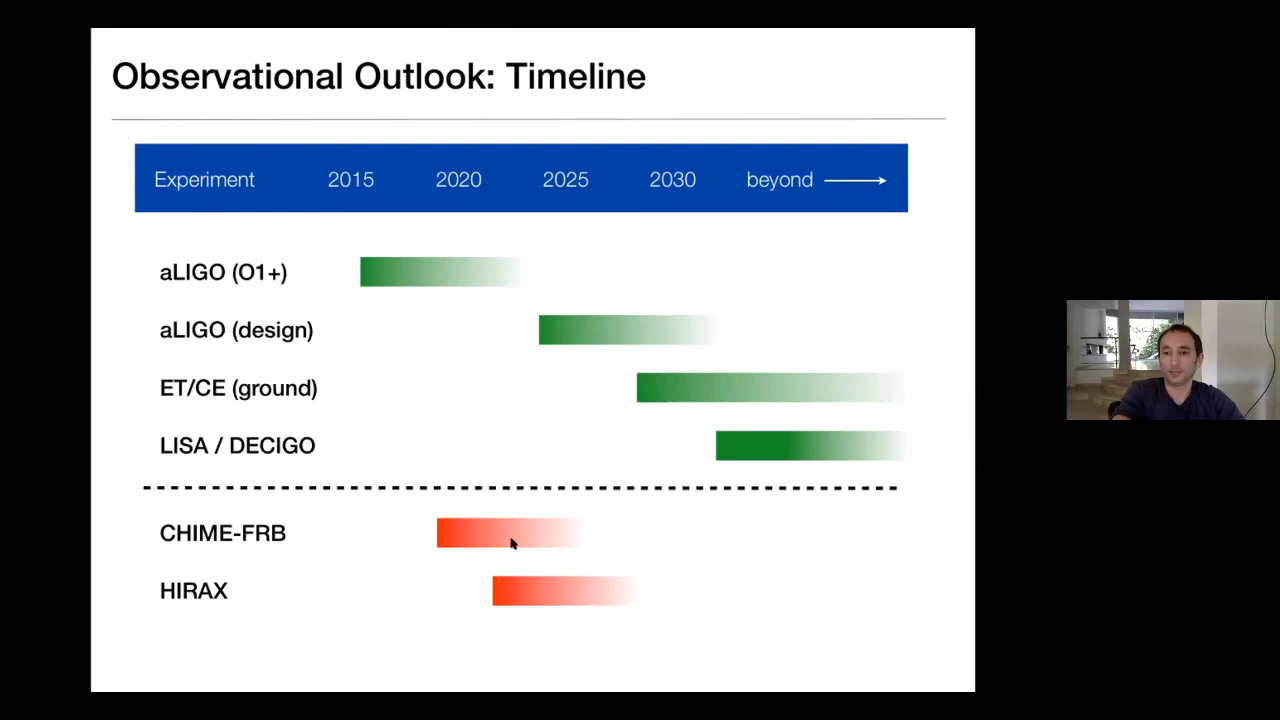 Observational Outlook: Timeline
Experiment 2015 2020 2025 2030 beyond
aLIGO (O1+)
aLIGO (design)
ET/CE (ground)
LISA / DECIGO
CHIME-FRB
HIRAX